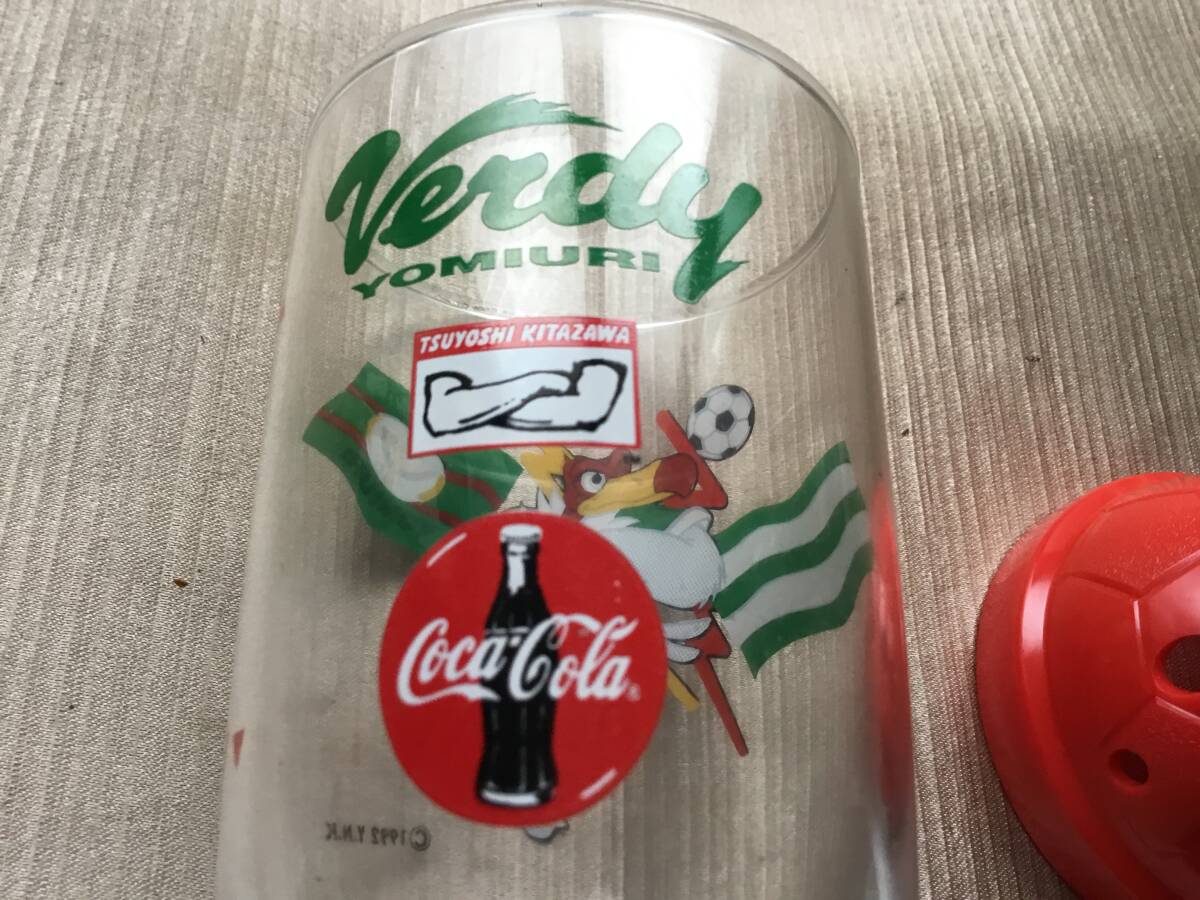 Verdy
YOMIURI
TSUYOSHI KITAZAWA
Coca-Cola®
©1992 Y.N.K